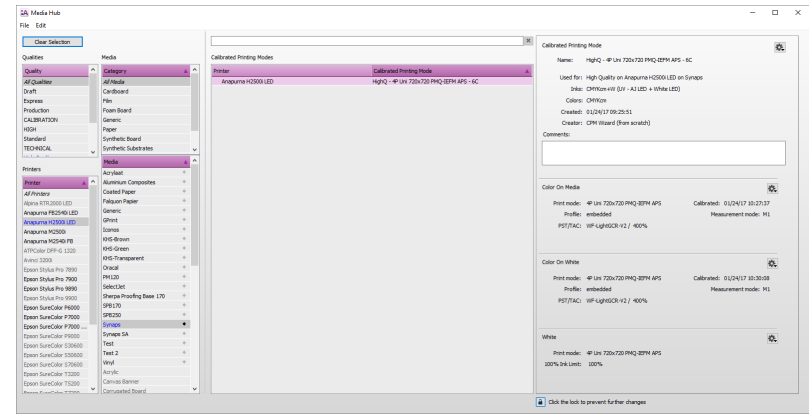 Media Hub
File Edit
Clear Selection
Qualities
Quality
All Qualities
Draft
Express
Production
CALIBRATION
HIGH
Standard
TECHNICAL
Printers
Printer
All Printers
Alpina RTR 2000 LED
Anapurna FB2540i LED
Anapurna H2500i LED
Anapurna M2500i
Anapurna M2540i FB
ATPColor DFP-G 1320
Avinci 3200i
Epson Stylus Pro 7890
Epson Stylus Pro 7900
Epson Stylus Pro 9890
Epson Stylus Pro 9900
Epson SureColor P6000
Epson SureColor P7000
Epson SureColor P7000 ...
Epson SureColor P9000
Epson SureColor S30600
Epson SureColor S50600
Epson SureColor S70600
Epson SureColor T3200
Epson SureColor T5200
Epson SureColor T7200
Media
Category
All Media
Cardboard
Film
Foam Board
Generic
Paper
Synthetic Board
Synthetic Substrates
Media
Acrylaat
Aluminum Composites
Coated Paper
Falquon Papier
Generic
GPrint
Iconos
KHS-Brown
KHS-Green
KHS-Transparent
Oracal
PM120
SelectJet
Sherpa Proofing Base 170
SPB170
SPB250
Synaps
Synaps SA
Test
Test 2
Vinyl
Acrylic
Canvas Banner
Corrugated Board
Calibrated Printing Modes
Printer Calibrated Printing Mode
Anapurna H2500i LED HighQ - 4P Uni 720x720 PMQ-IEFM APS - 6C
Calibrated Printing Mode
Name: HighQ - 4P Uni 720x720 PMQ-IEFM APS - 6C
Used for: High Quality on Anapurna H2500i LED on Synaps
Inks: CMYKcm+W (UV - AJ LED + White LED)
Colors: CMYKcm
Created: 01/24/17 09:25:51
Creator: CPM Wizard (from scratch)
Comments:
Color On Media
Print mode: 4P Uni 720x720 PMQ-IEFM APS Calibrated: 01/24/17 10:27:37
Profile: embedded Measurement mode: M1
PST/TAC: WF-LightGCR-V2 / 400%
Color On White
Print mode: 4P Uni 720x720 PMQ-IEFM APS Calibrated: 01/24/17 10:30:08
Profile: embedded Measurement mode: M1
PST/TAC: WF-LightGCR-V2 / 400%
White
Print mode: 4P Uni 720x720 PMQ-IEFM APS
100% Ink Limit: 100%
Click the lock to prevent further changes